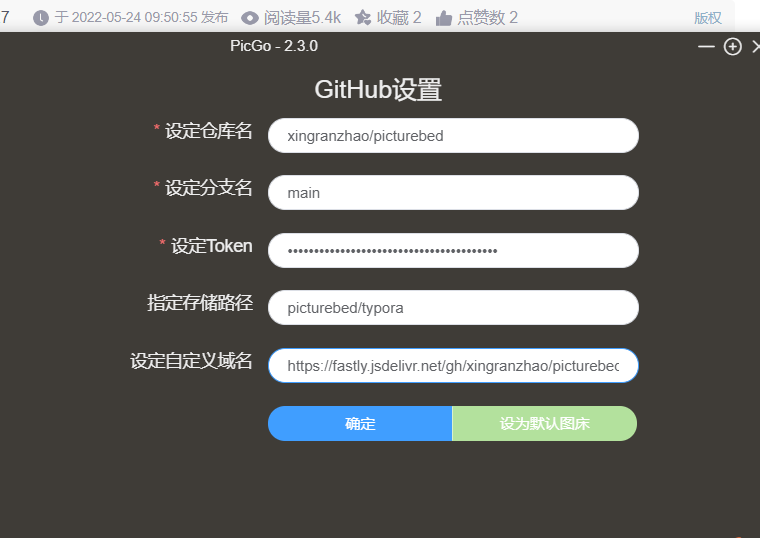 7 于 2022-05-24 09:50:55 发布 阅读量5.4k 收藏 2 点赞数 2 版权
PicGo - 2.3.0
GitHub设置
* 设定仓库名 xingranzhao/picturebed
* 设定分支名 main
* 设定Token ••••••••••••••••••••••••••••••••••••••••
指定存储路径 picturebed/typora
设定自定义域名 https://fastly.jsdelivr.net/gh/xingranzhao/picturebed
确定 设为默认图床